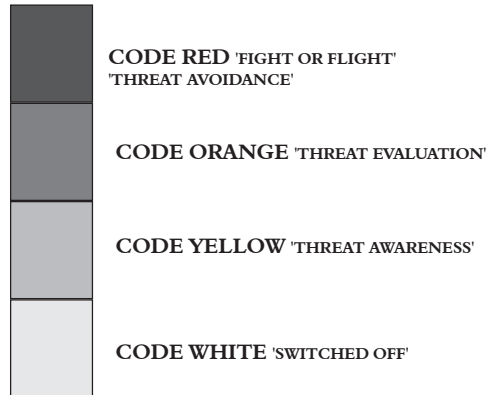 CODE RED 'FIGHT OR FLIGHT'
'THREAT AVOIDANCE'
CODE ORANGE 'THREAT EVALUATION'
CODE YELLOW 'THREAT AWARENESS'
CODE WHITE 'SWITCHED OFF'